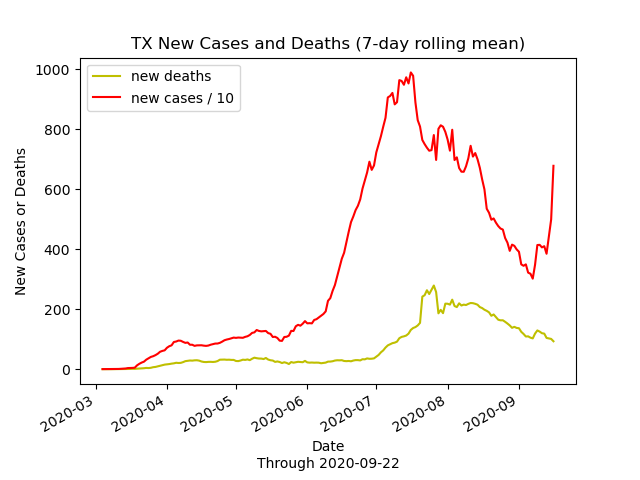 TX New Cases and Deaths (7-day rolling mean)
new deaths
new cases / 10
New Cases or Deaths
1000
800
600
400
200
0
2020-03
2020-04
2020-05
2020-06
2020-07
2020-08
2020-09
Date
Through 2020-09-22